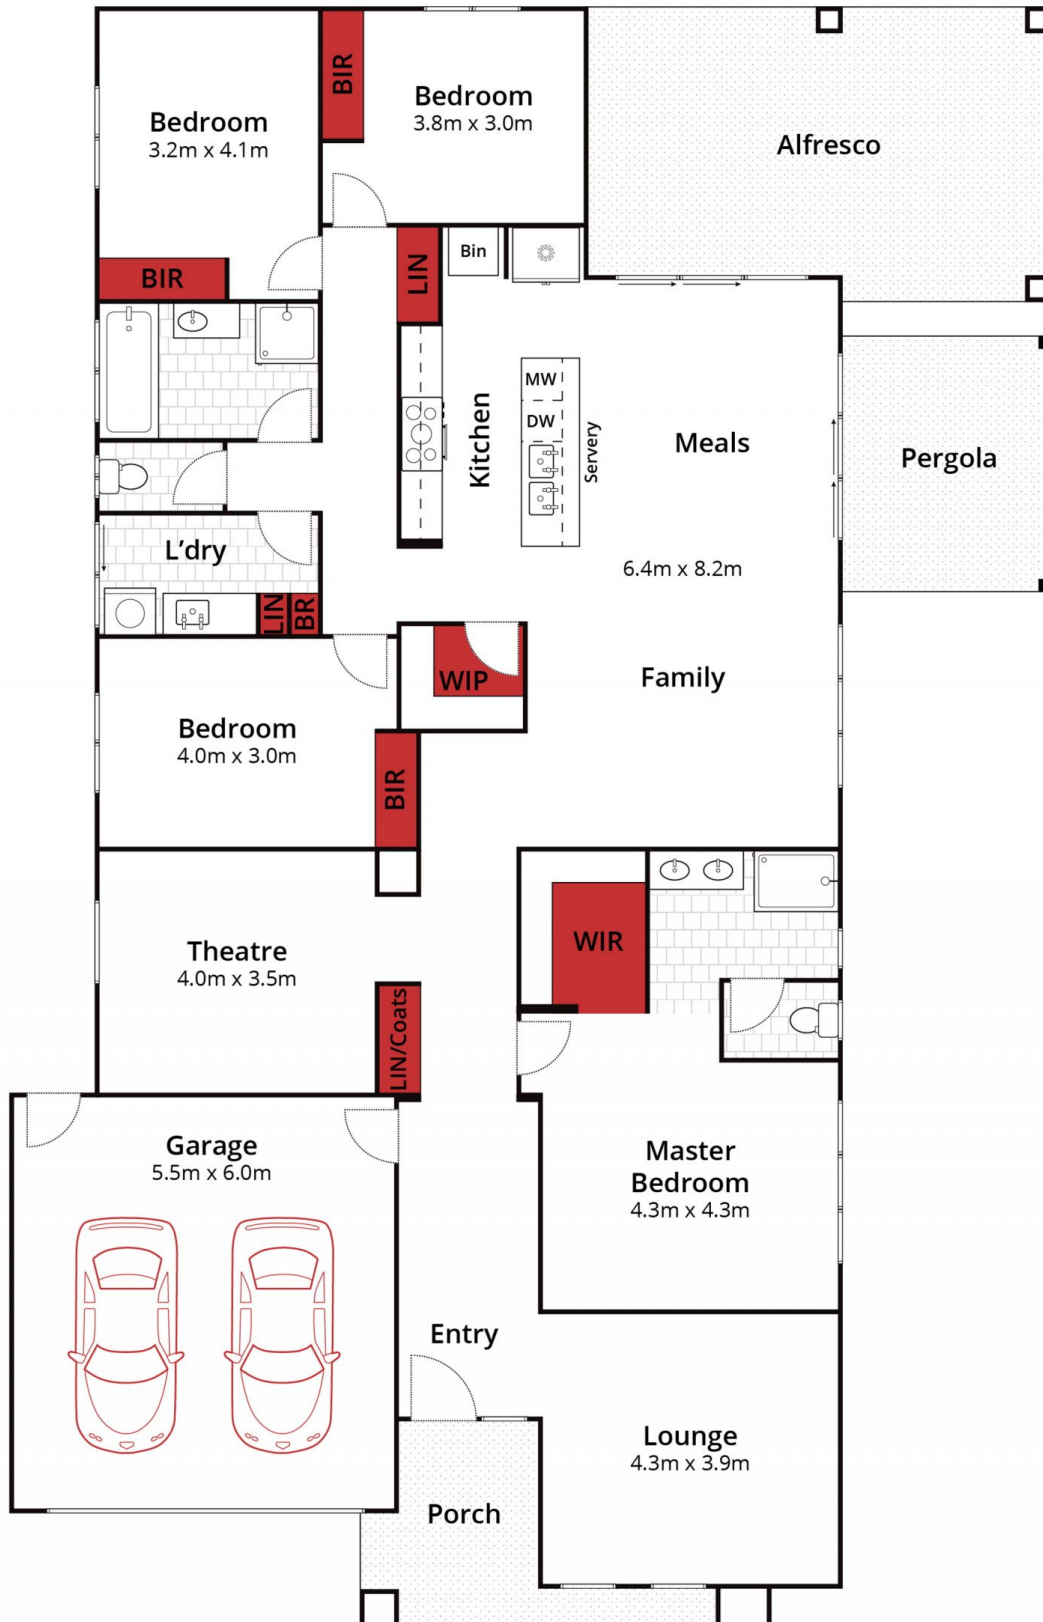 BIR
Bedroom
3.8m x 3.0m
Bedroom
3.2m x 4.1m
Alfresco
BIR
LIN
Bin
Kitchen
MW
DW
Servery
Meals
Pergola
L'dry
6.4m x 8.2m
LIN
BR
WIP
Family
Bedroom
4.0m x 3.0m
BIR
Theatre
4.0m x 3.5m
WIR
LIN/Coats
Garage
5.5m x 6.0m
Master
Bedroom
4.3m x 4.3m
Entry
Lounge
4.3m x 3.9m
Porch